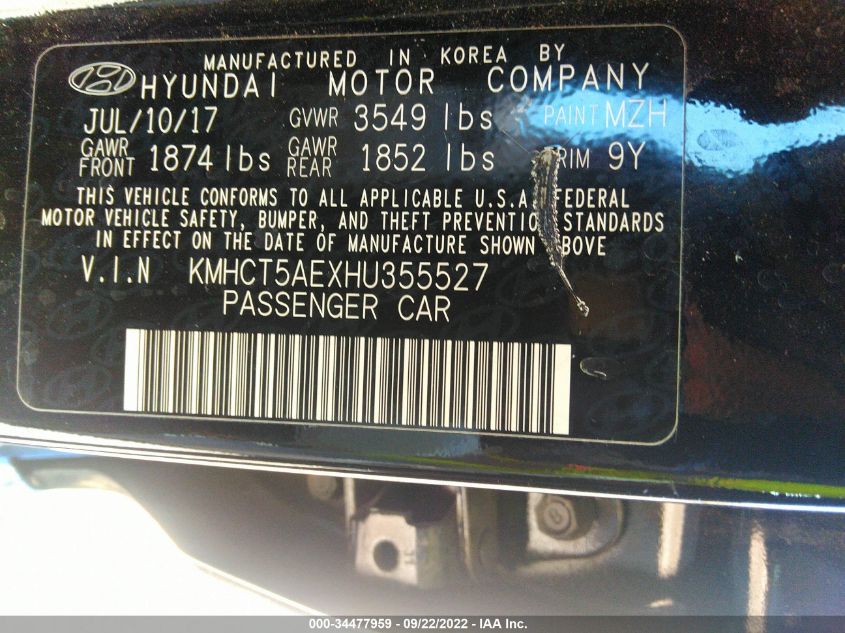 MANUFACTURED IN KOREA BY
HYUNDAI MOTOR COMPANY
JUL/10/17 GVWR 3549 lbs PAINT MZH
GAWR FRONT 1874 lbs GAWR REAR 1852 lbs TRIM 9Y
THIS VEHICLE CONFORMS TO ALL APPLICABLE U.S.A. FEDERAL
MOTOR VEHICLE SAFETY, BUMPER, AND THEFT PREVENTION STANDARDS
IN EFFECT ON THE DATE OF MANUFACTURE SHOWN ABOVE
V.I.N KMHCT5AEXHU355527
PASSENGER CAR
000-34477959 - 09/22/2022 - IAA Inc.